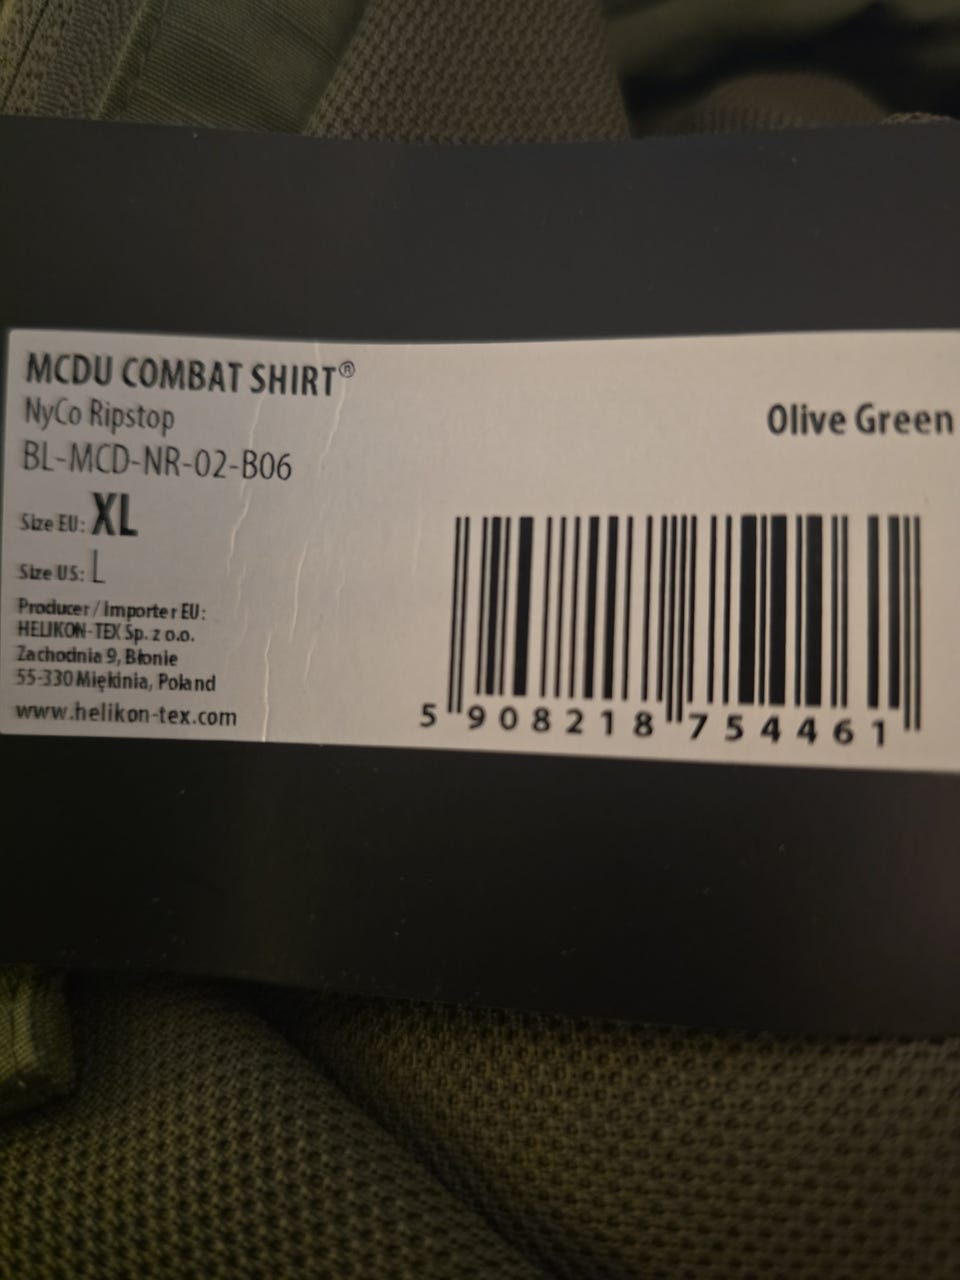 MCDU COMBAT SHIRT®
NyCo Ripstop
BL-MCD-NR-02-B06
Olive Green
Size EU: XL
Size US: L
Producer / Importer EU:
HELIKON-TEX Sp. z o.o.
Zachodnia 9, Błonie
55-330 Miękinia, Poland
www.helikon-tex.com
5 908218 754461